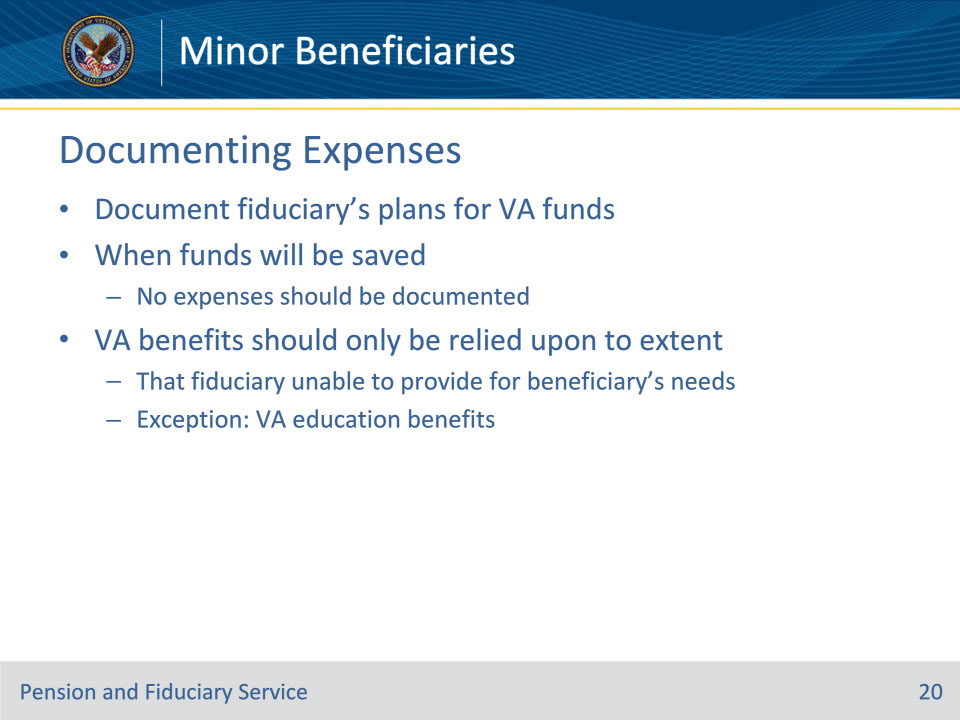 Minor Beneficiaries
Documenting Expenses
• Document fiduciary’s plans for VA funds
• When funds will be saved
– No expenses should be documented
• VA benefits should only be relied upon to extent
– That fiduciary unable to provide for beneficiary’s needs
– Exception: VA education benefits
Pension and Fiduciary Service
20